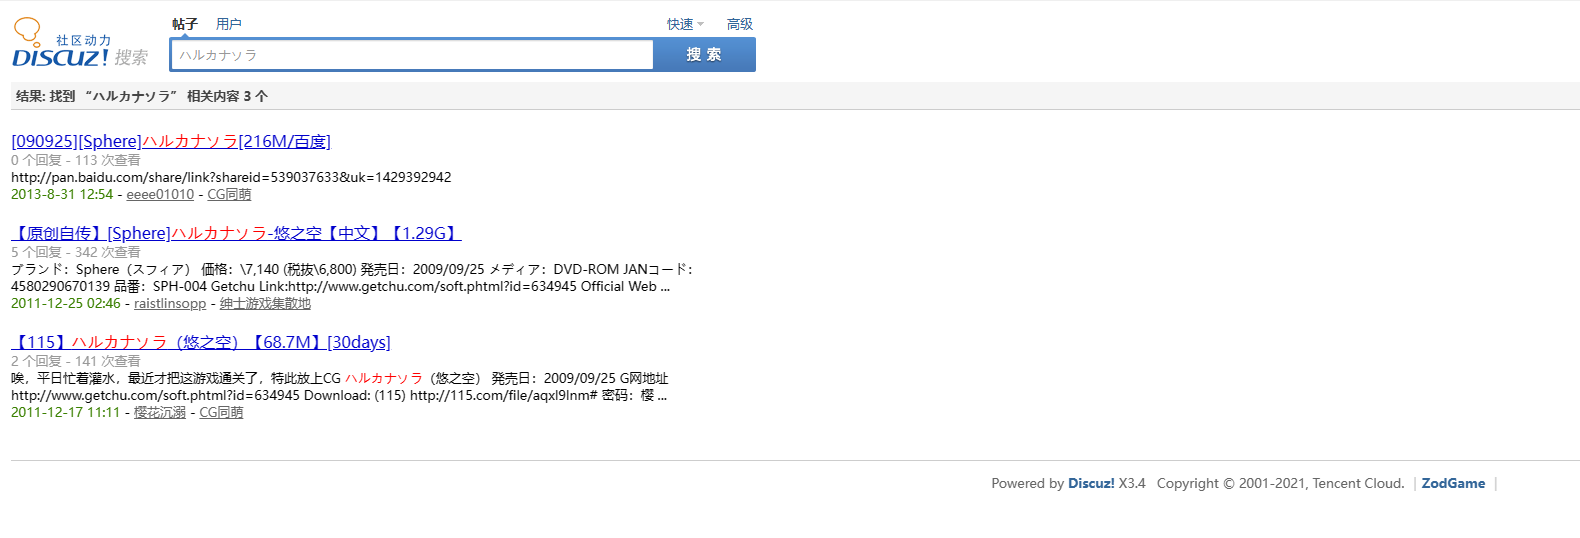 帖子 用户 快速 高级
社区动力
DISCUZ! 搜索
ハルカナソラ 搜索
结果: 找到 “ハルカナソラ” 相关内容 3 个
[090925][Sphere]ハルカナソラ[216M/百度]
0 个回复 - 113 次查看
http://pan.baidu.com/share/link?shareid=539037633&uk=1429392942
2013-8-31 12:54 - eeee01010 - CG同萌
【原创自传】[Sphere]ハルカナソラ-悠之空【中文】【1.29G】
5 个回复 - 342 次查看
ブランド：Sphere（スフィア） 価格：\7,140 (税抜\6,800) 発売日：2009/09/25 メディア：DVD-ROM JANコード：
4580290670139 品番：SPH-004 Getchu Link:http://www.getchu.com/soft.phtml?id=634945 Official Web ...
2011-12-25 02:46 - raistlinsopp - 绅士游戏集散地
【115】ハルカナソラ（悠之空）【68.7M】[30days]
2 个回复 - 141 次查看
唉，平日忙着灌水，最近才把这游戏通关了，特此放上CG ハルカナソラ（悠之空） 発売日：2009/09/25 G网地址
http://www.getchu.com/soft.phtml?id=634945 Download: (115) http://115.com/file/aqxl9lnm# 密码：樱 ...
2011-12-17 11:11 - 樱花沉溺 - CG同萌
Powered by Discuz! X3.4 Copyright © 2001-2021, Tencent Cloud. | ZodGame |